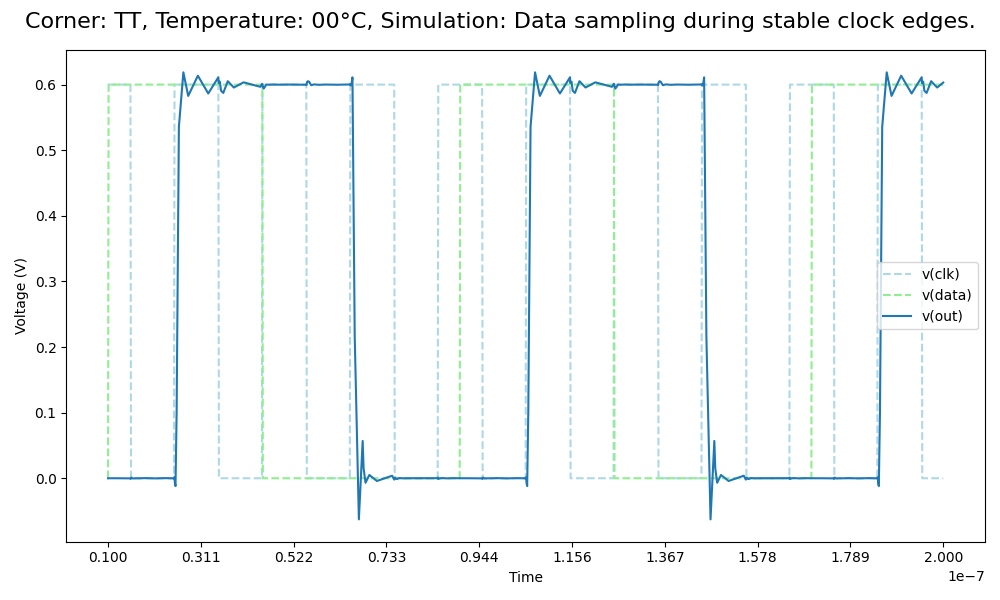 Corner: TT, Temperature: 00°C, Simulation: Data sampling during stable clock edges.
0.6
0.5
0.4
0.3
0.2
0.1
0.0
Voltage (V)
v(clk)
v(data)
v(out)
0.100 0.311 0.522 0.733 0.944 1.156 1.367 1.578 1.789 2.000
Time
1e−7